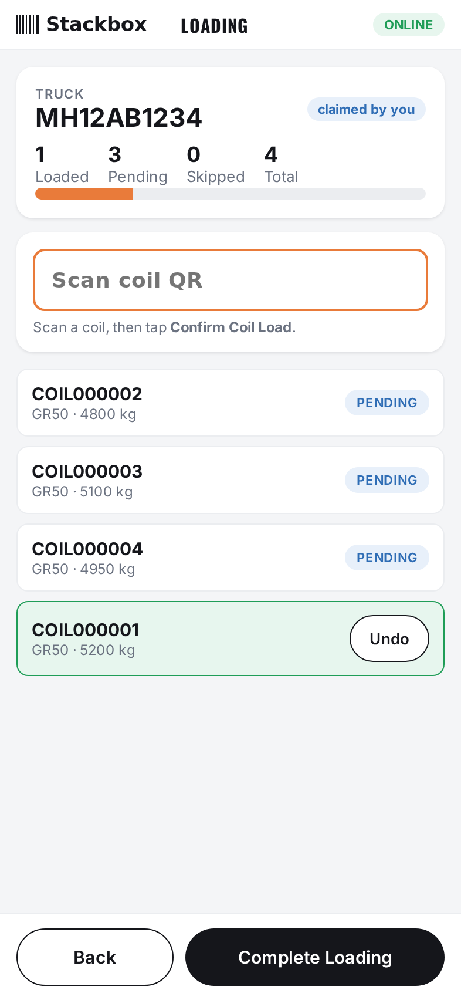 Stackbox LOADING ONLINE
TRUCK
MH12AB1234
claimed by you
1 3 0 4
Loaded Pending Skipped Total
Scan coil QR
Scan a coil, then tap Confirm Coil Load.
COIL000002
GR50 · 4800 kg
PENDING
COIL000003
GR50 · 5100 kg
PENDING
COIL000004
GR50 · 4950 kg
PENDING
COIL000001
GR50 · 5200 kg
Undo
Back Complete Loading